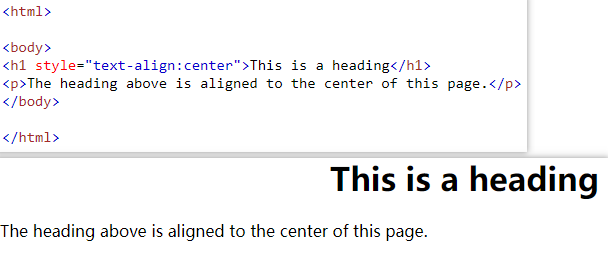 <html>
<body>
<h1 style="text-align:center">This is a heading</h1>
<p>The heading above is aligned to the center of this page.</p>
</body>
</html>
This is a heading
The heading above is aligned to the center of this page.